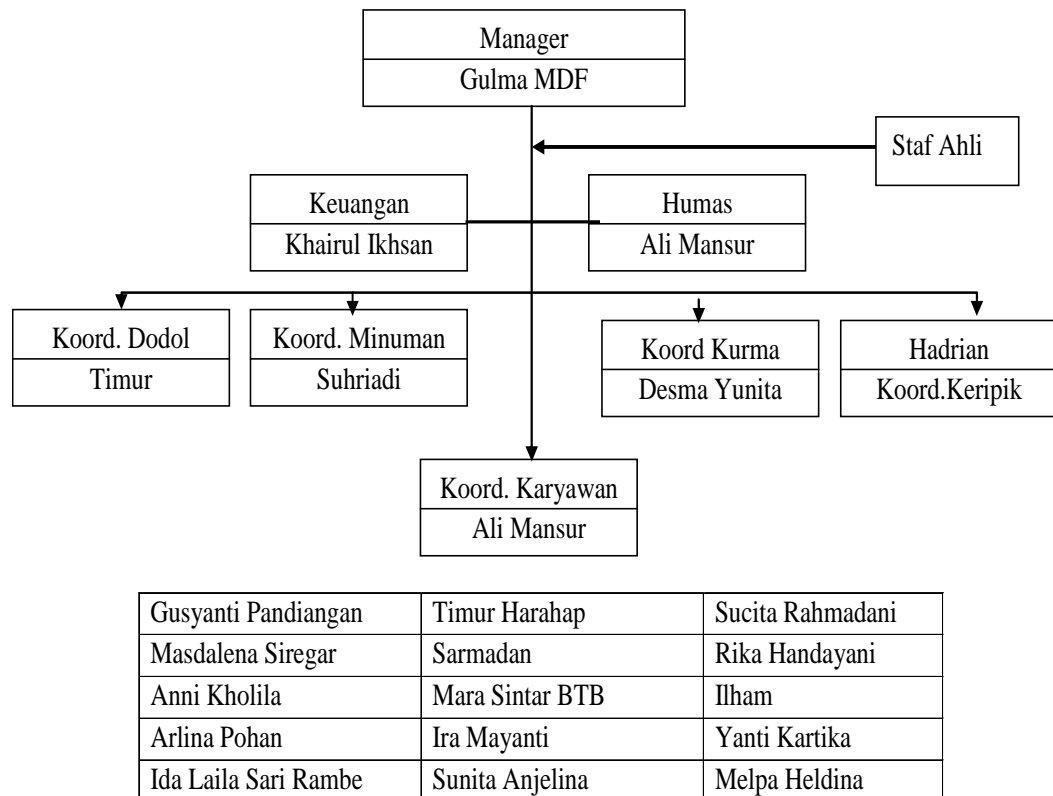 Manager
Gulma MDF
Staf Ahli
Keuangan
Khairul Ikhsan
Humas
Ali Mansur
Koord. Dodol
Timur
Koord. Minuman
Suhriadi
Koord Kurma
Desma Yunita
Hadrian
Koord.Keripik
Koord. Karyawan
Ali Mansur
Gusyanti Pandiangan Timur Harahap Sucita Rahmadani
Masdalena Siregar Sarmadan Rika Handayani
Anni Kholila Mara Sintar BTB Ilham
Arlina Pohan Ira Mayanti Yanti Kartika
Ida Laila Sari Rambe Sunita Anjelina Melpa Heldina